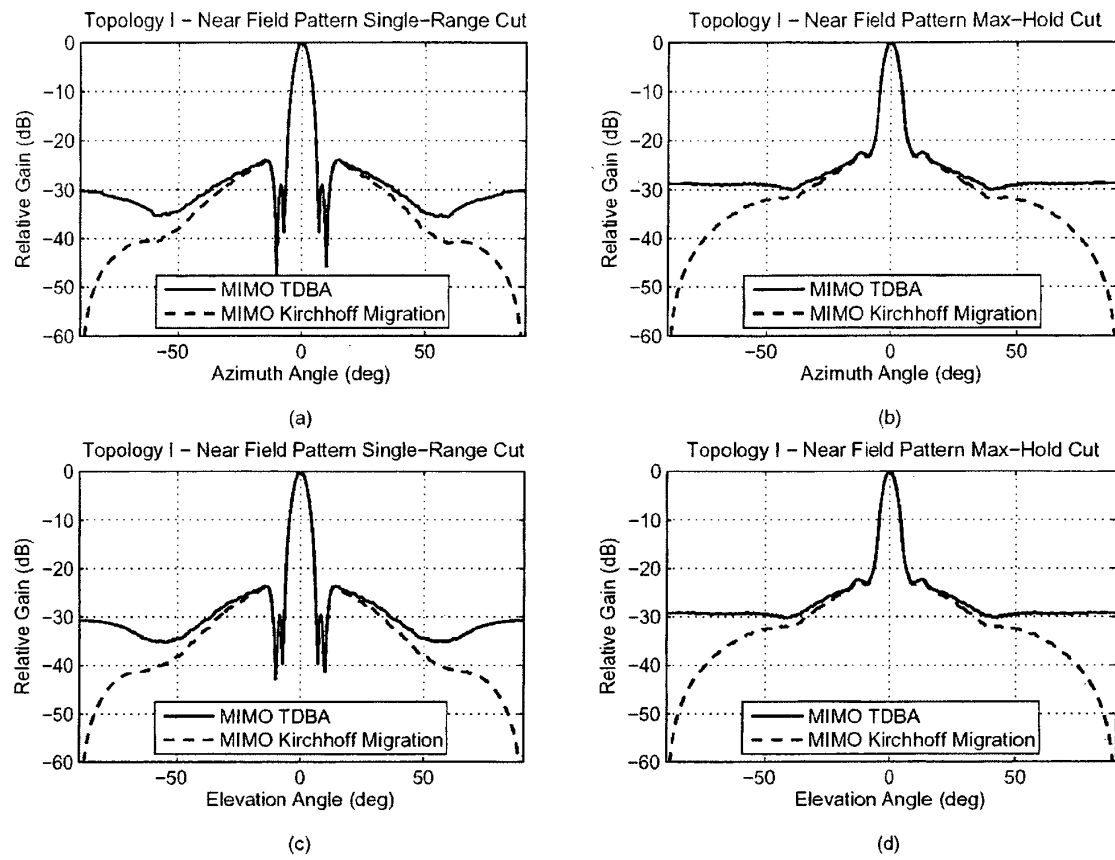 Topology I − Near Field Pattern Single−Range Cut
0
−10
−20
−30
−40
−50
−60
Relative Gain (dB)
MIMO TDBA
MIMO Kirchhoff Migration
−50
0
50
Azimuth Angle (deg)
(a)
Topology I − Near Field Pattern Max−Hold Cut
0
−10
−20
−30
−40
−50
−60
Relative Gain (dB)
MIMO TDBA
MIMO Kirchhoff Migration
−50
0
50
Azimuth Angle (deg)
(b)
Topology I − Near Field Pattern Single−Range Cut
0
−10
−20
−30
−40
−50
−60
Relative Gain (dB)
MIMO TDBA
MIMO Kirchhoff Migration
−50
0
50
Elevation Angle (deg)
(c)
Topology I − Near Field Pattern Max−Hold Cut
0
−10
−20
−30
−40
−50
−60
Relative Gain (dB)
MIMO TDBA
MIMO Kirchhoff Migration
−50
0
50
Elevation Angle (deg)
(d)